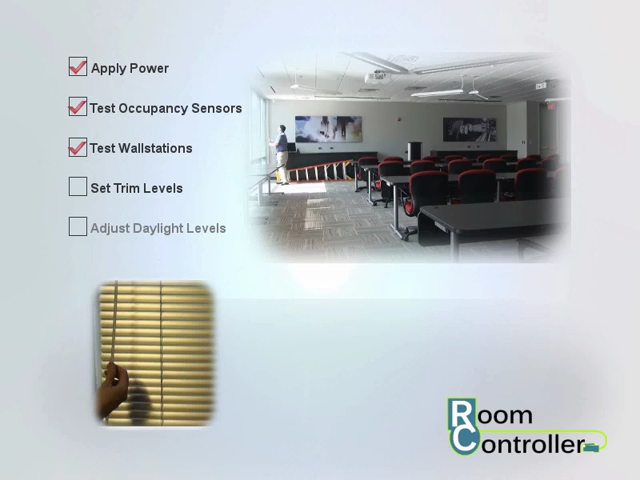 Apply Power
Test Occupancy Sensors
Test Wallstations
Set Trim Levels
Adjust Daylight Levels
Room
Controller